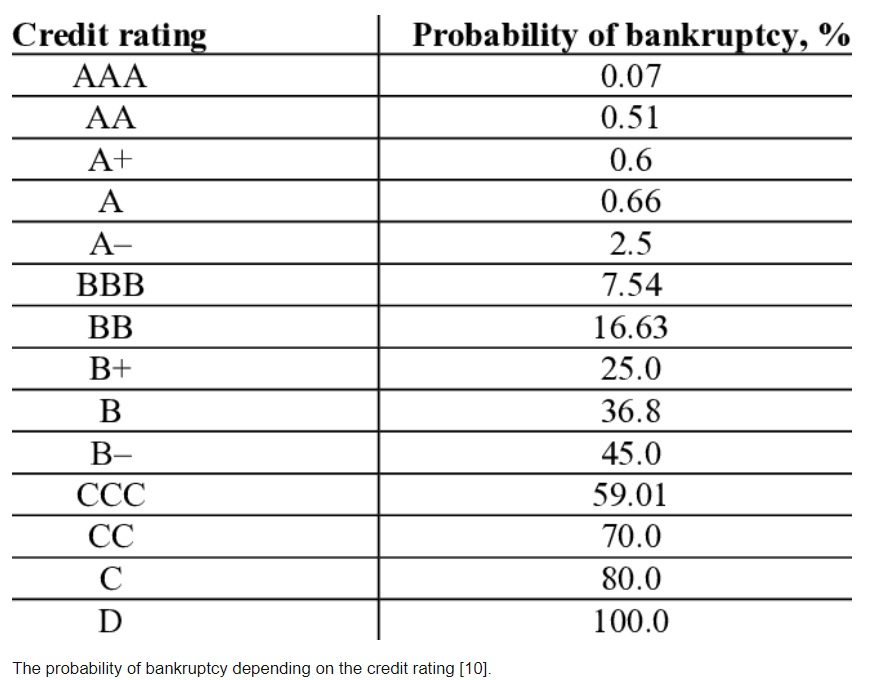 Credit rating Probability of bankruptcy, %
AAA 0.07
AA 0.51
A+ 0.6
A 0.66
A– 2.5
BBB 7.54
BB 16.63
B+ 25.0
B 36.8
B– 45.0
CCC 59.01
CC 70.0
C 80.0
D 100.0
The probability of bankruptcy depending on the credit rating [10].